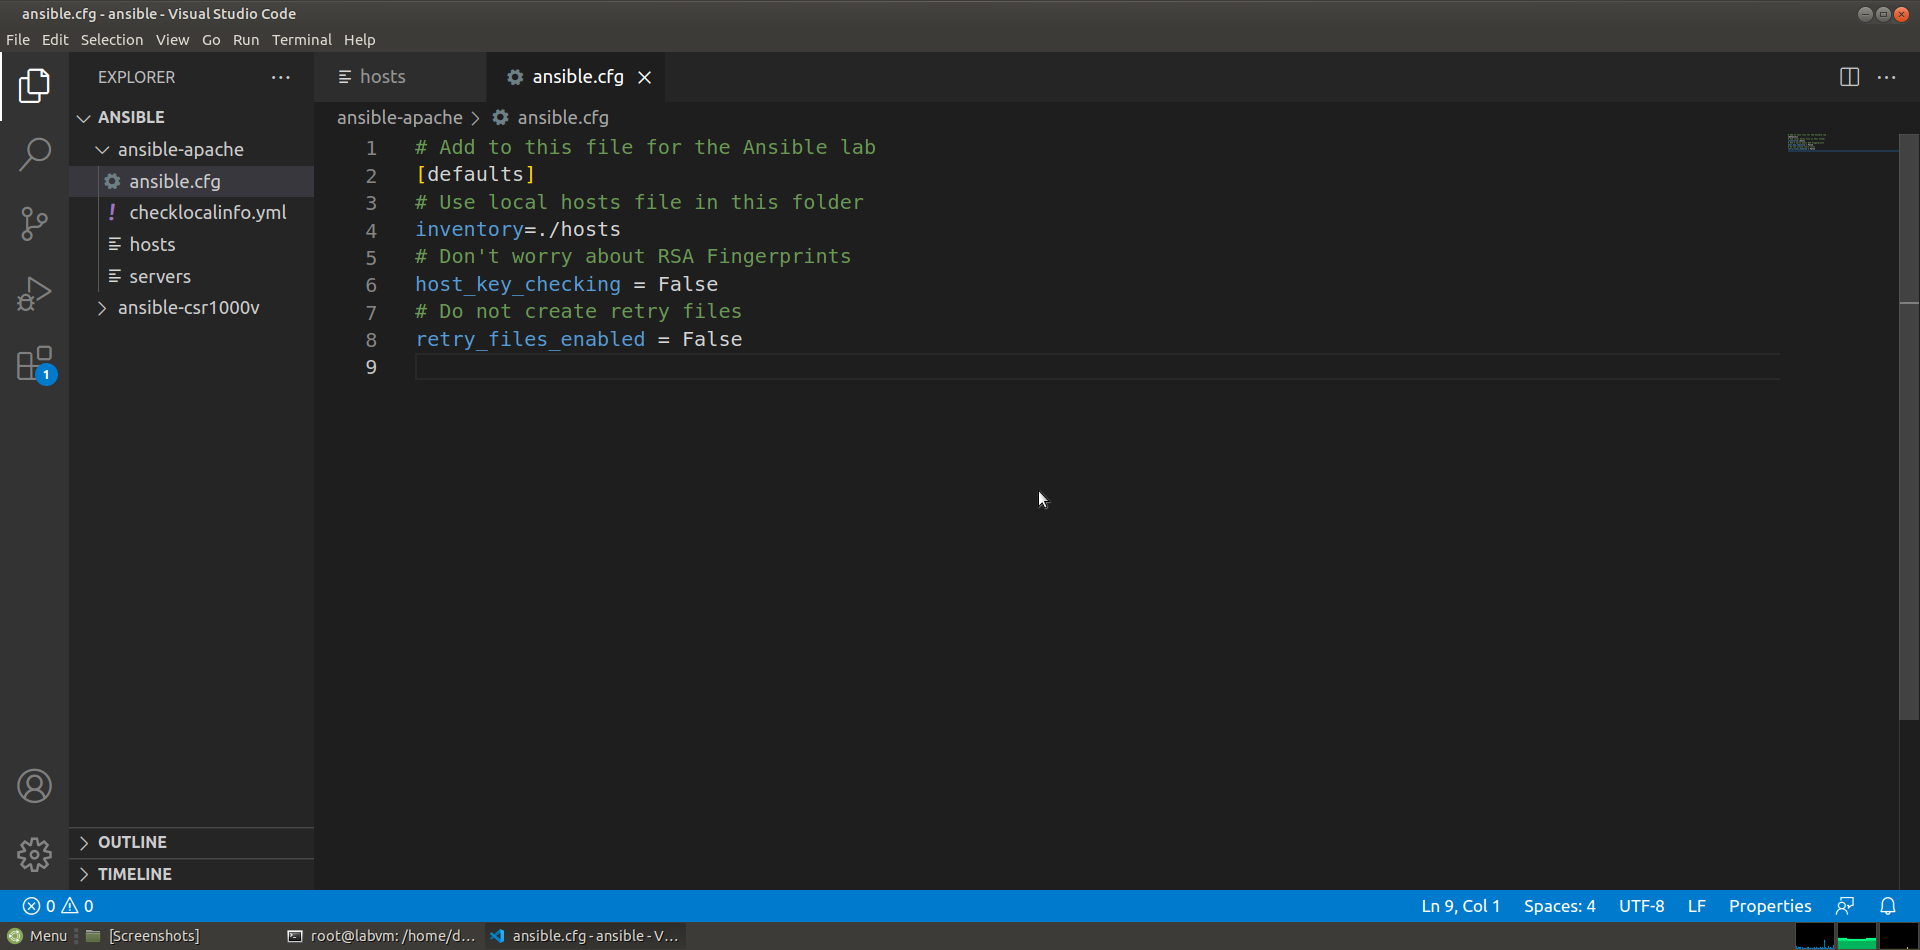 ansible.cfg - ansible - Visual Studio Code
File Edit Selection View Go Run Terminal Help
EXPLORER
ANSIBLE
ansible-apache
ansible.cfg
! checklocalinfo.yml
hosts
servers
ansible-csr1000v
1
OUTLINE
TIMELINE
hosts
ansible.cfg
ansible-apache > ansible.cfg
1 # Add to this file for the Ansible lab
2 [defaults]
3 # Use local hosts file in this folder
4 inventory=./hosts
5 # Don't worry about RSA Fingerprints
6 host_key_checking = False
7 # Do not create retry files
8 retry_files_enabled = False
9
0 0
Ln 9, Col 1 Spaces: 4 UTF-8 LF Properties
Menu [Screenshots] root@labvm: /home/d... ansible.cfg - ansible - V...